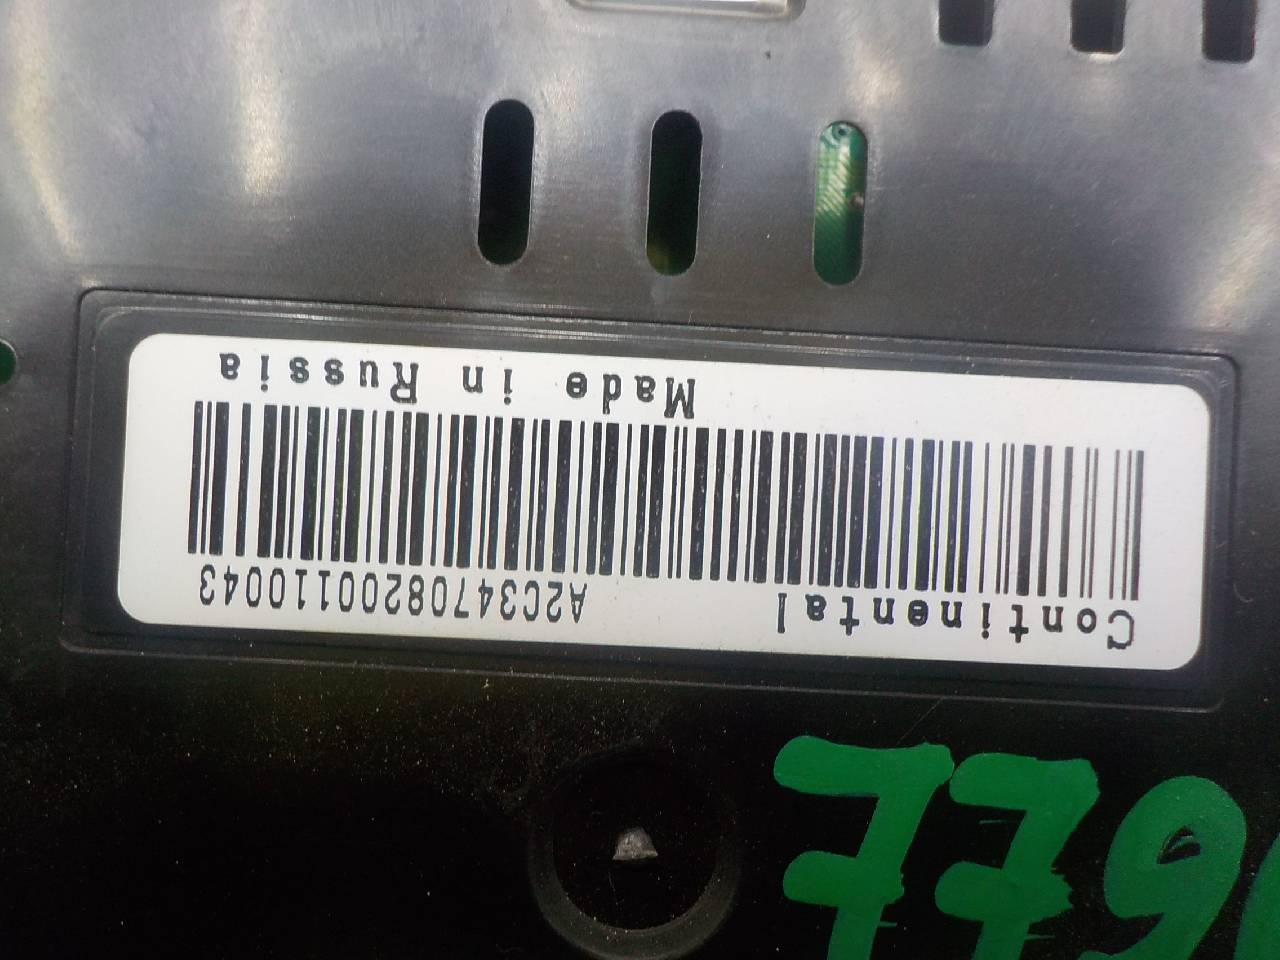 Continental A2C34708200110043
Made in Russia
779